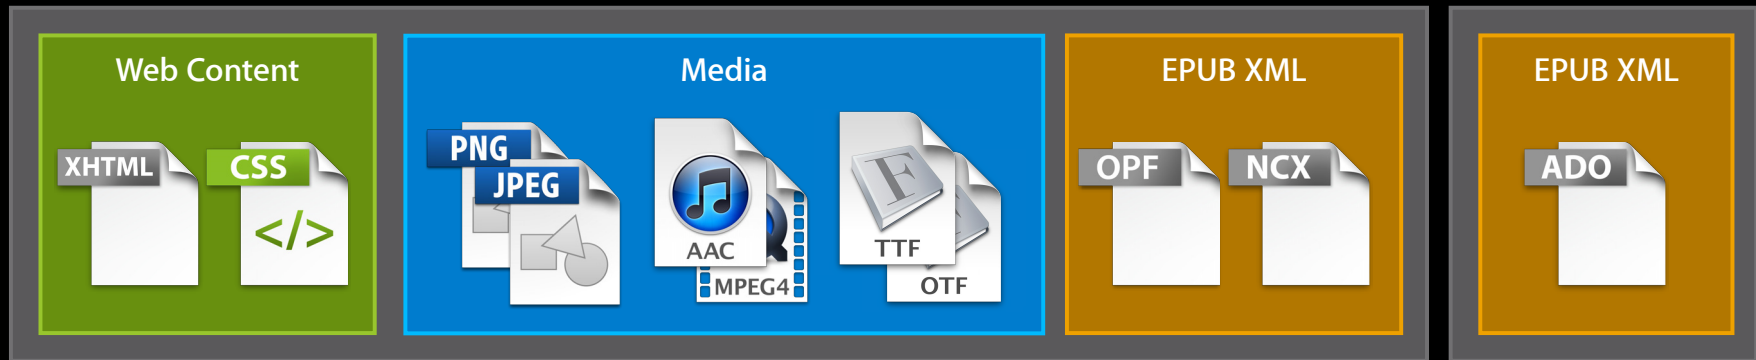 Web Content
XHTML
CSS
</>
Media
PNG
JPEG
AAC
MPEG4
TTF
OTF
EPUB XML
OPF
NCX
EPUB XML
ADO